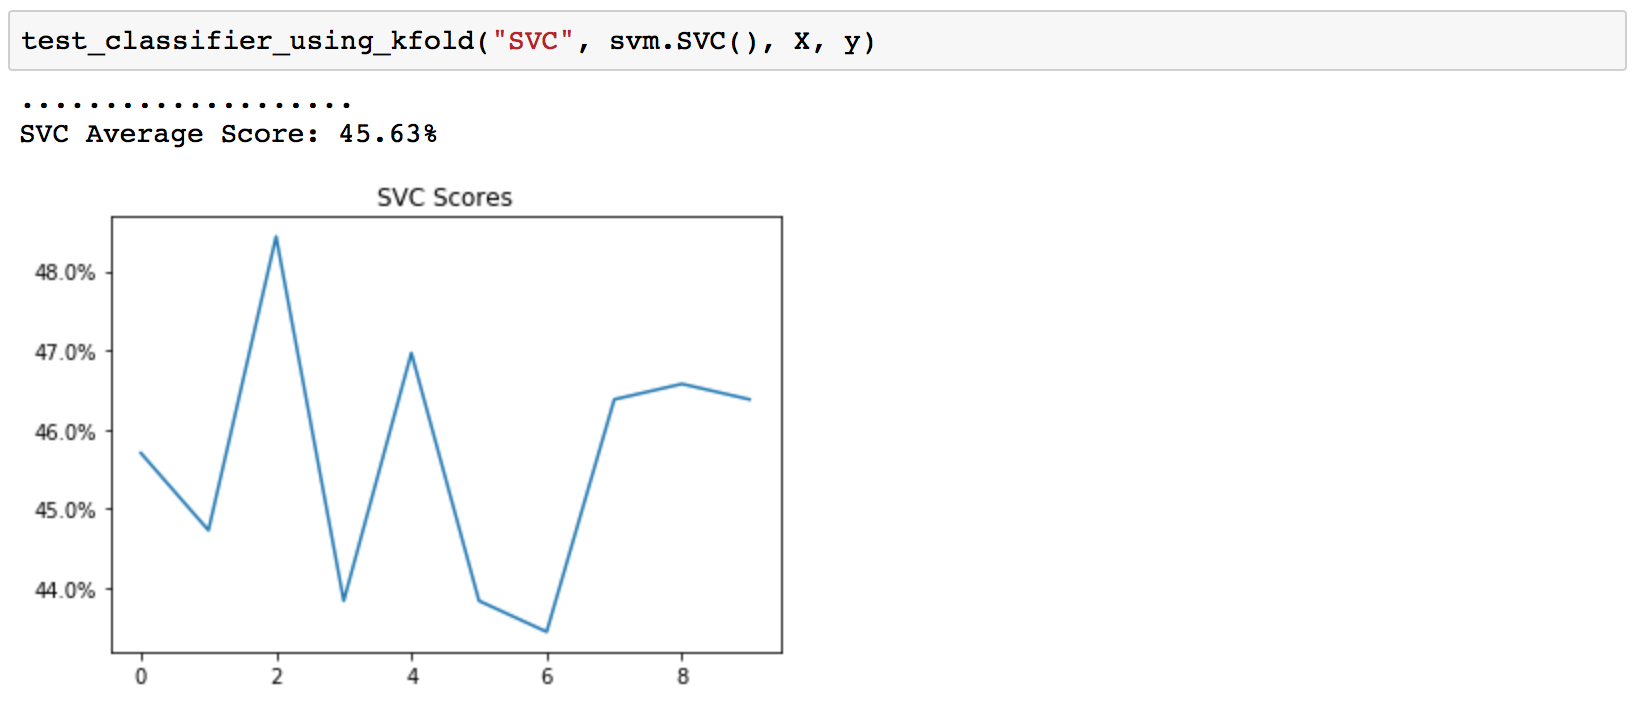 test_classifier_using_kfold("SVC", svm.SVC(), X, y)
....................
SVC Average Score: 45.63%
SVC Scores
48.0%
47.0%
46.0%
45.0%
44.0%
0 2 4 6 8